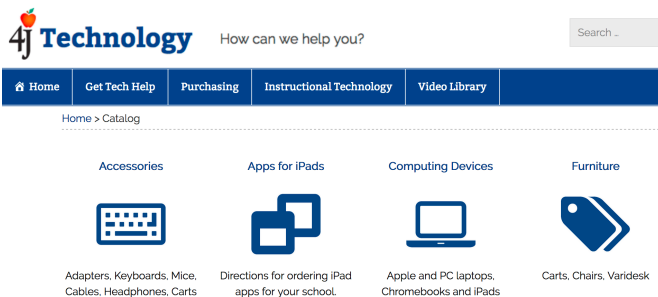 4J Technology
How can we help you?
Search ...
Home
Get Tech Help
Purchasing
Instructional Technology
Video Library
Home > Catalog
Accessories
Apps for iPads
Computing Devices
Furniture
Adapters, Keyboards, Mice,
Cables, Headphones, Carts
Directions for ordering iPad
apps for your school.
Apple and PC laptops,
Chromebooks and iPads
Carts, Chairs, Varidesk